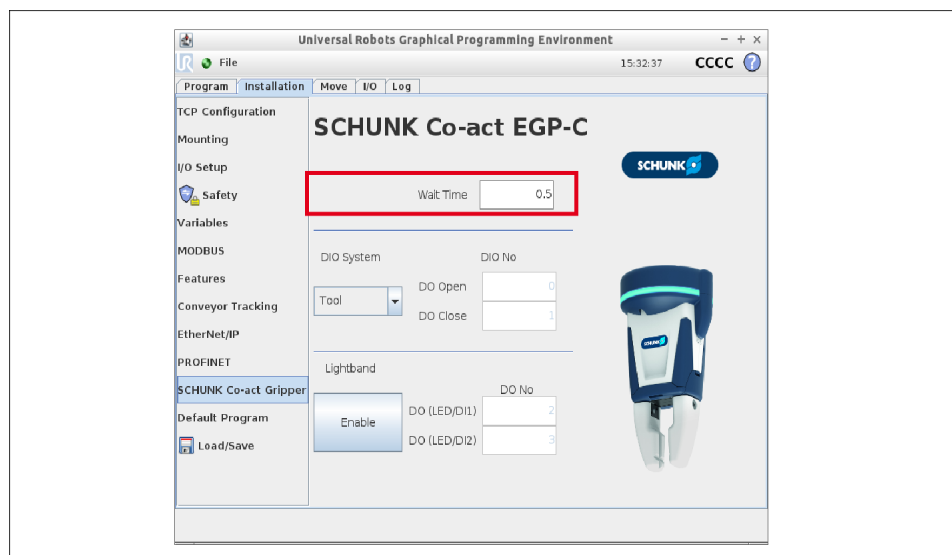 Universal Robots Graphical Programming Environment
File
15:32:37
CCCC
?
Program Installation Move I/O Log
TCP Configuration
Mounting
I/O Setup
Safety
Variables
MODBUS
Features
Conveyor Tracking
EtherNet/IP
PROFINET
SCHUNK Co-act Gripper
Default Program
Load/Save
SCHUNK Co-act EGP-C
SCHUNK
Wait Time 0.5
DIO System DIO No
Tool
DO Open 0
DO Close 1
Lightband
DO No
Enable
DO (LED/DI1) 2
DO (LED/DI2) 3
SCHUNK